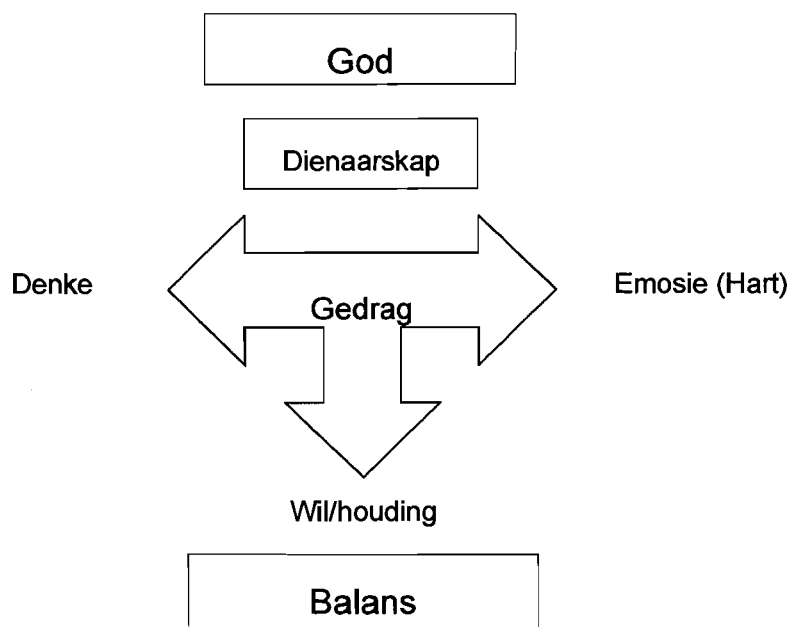 God
Dienaarskap
Denke
Emosie (Hart)
Gedrag
Wil/houding
Balans